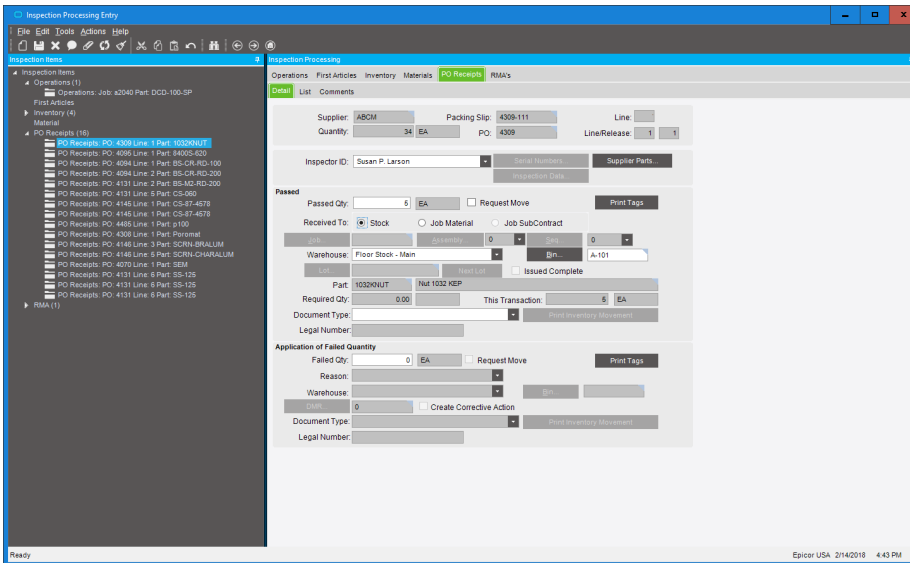 Inspection Processing Entry
File Edit Tools Actions Help
Inspection Items
Inspection Items
Operations (1)
Operations: Job: a2040 Part: DCD-100-SP
First Articles
Inventory (4)
Material
PO Receipts (16)
PO Receipts: PO: 4309 Line: 1 Part: 1032KNUT
PO Receipts: PO: 4095 Line: 1 Part: 8400S-620
PO Receipts: PO: 4094 Line: 1 Part: BS-CR-RD-100
PO Receipts: PO: 4094 Line: 2 Part: BS-CR-RD-200
PO Receipts: PO: 4131 Line: 2 Part: BS-M2-RD-200
PO Receipts: PO: 4131 Line: 5 Part: CS-060
PO Receipts: PO: 4145 Line: 1 Part: CS-87-4578
PO Receipts: PO: 4145 Line: 1 Part: CS-87-4578
PO Receipts: PO: 4485 Line: 1 Part: p100
PO Receipts: PO: 4308 Line: 1 Part: Poromat
PO Receipts: PO: 4146 Line: 3 Part: SCRN-BRALUM
PO Receipts: PO: 4146 Line: 5 Part: SCRN-CHARALUM
PO Receipts: PO: 4070 Line: 1 Part: SEM
PO Receipts: PO: 4131 Line: 6 Part: SS-125
PO Receipts: PO: 4131 Line: 6 Part: SS-125
PO Receipts: PO: 4131 Line: 6 Part: SS-125
RMA (1)
Inspection Processing
Operations First Articles Inventory Materials PO Receipts RMA's
Detail List Comments
Supplier: ABCM Packing Slip: 4309-111 Line:
Quantity: 34 EA PO: 4309 Line/Release: 1 1
Inspector ID: Susan P. Larson Serial Numbers... Supplier Parts...
Inspection Data...
Passed
Passed Qty: 5 EA Request Move Print Tags
Received To: Stock Job Material Job SubContract
Job... Assembly... 0 Seq... 0
Warehouse: Floor Stock - Main Bin... A-101
Lot... Next Lot Issued Complete
Part: 1032KNUT Nut 1032 KEP
Required Qty: 0.00 This Transaction: 5 EA
Document Type: Print Inventory Movement
Legal Number:
Application of Failed Quantity
Failed Qty: 0 EA Request Move Print Tags
Reason:
Warehouse: Bin...
DMR... 0 Create Corrective Action
Document Type: Print Inventory Movement
Legal Number:
Ready Epicor USA 2/14/2018 4:43 PM